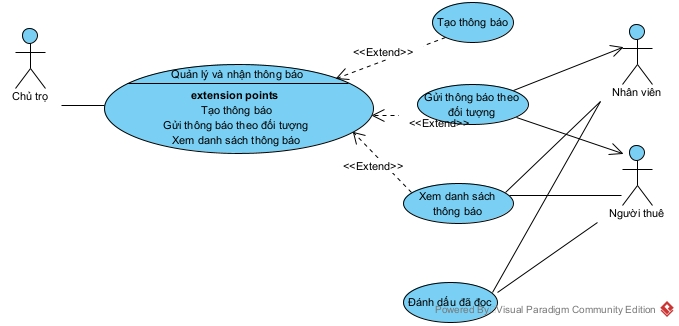 Tạo thông báo
<<Extend>>
Quản lý và nhận thông báo
extension points
Tạo thông báo
Gửi thông báo theo đối tượng
Xem danh sách thông báo
Chủ trọ
Gửi thông báo theo
đối tượng
<<Extend>>
Nhân viên
<<Extend>>
Xem danh sách
thông báo
Người thuê
Đánh dấu đã đọc
Powered By: Visual Paradigm Community Edition